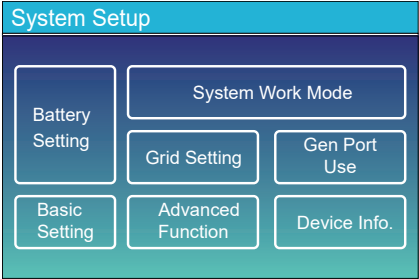 System Setup
Battery
Setting
System Work Mode
Grid Setting
Gen Port
Use
Basic
Setting
Advanced
Function
Device Info.